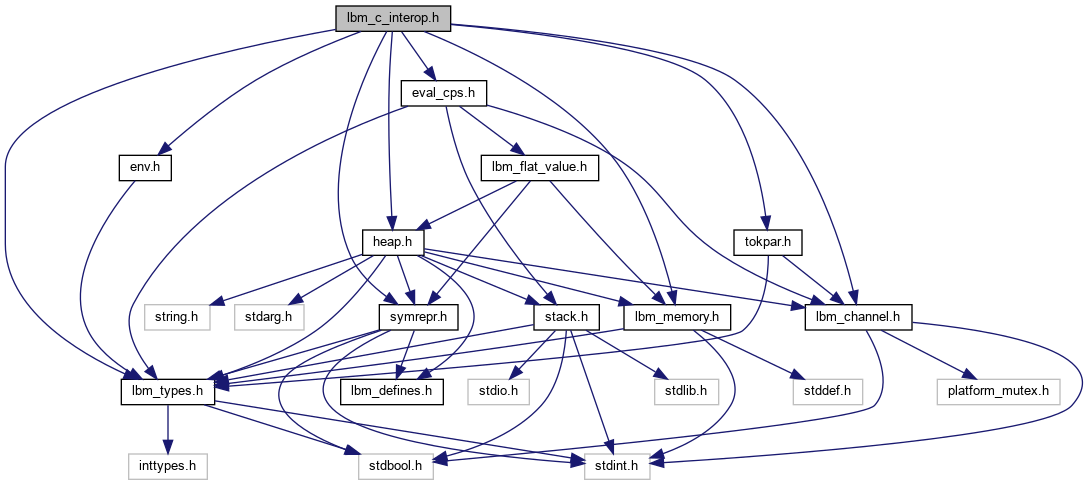 lbm_c_interop.h
eval_cps.h
env.h
lbm_flat_value.h
heap.h
tokpar.h
string.h
stdarg.h
symrepr.h
stack.h
lbm_memory.h
lbm_channel.h
lbm_types.h
lbm_defines.h
stdio.h
stdlib.h
stddef.h
platform_mutex.h
inttypes.h
stdbool.h
stdint.h